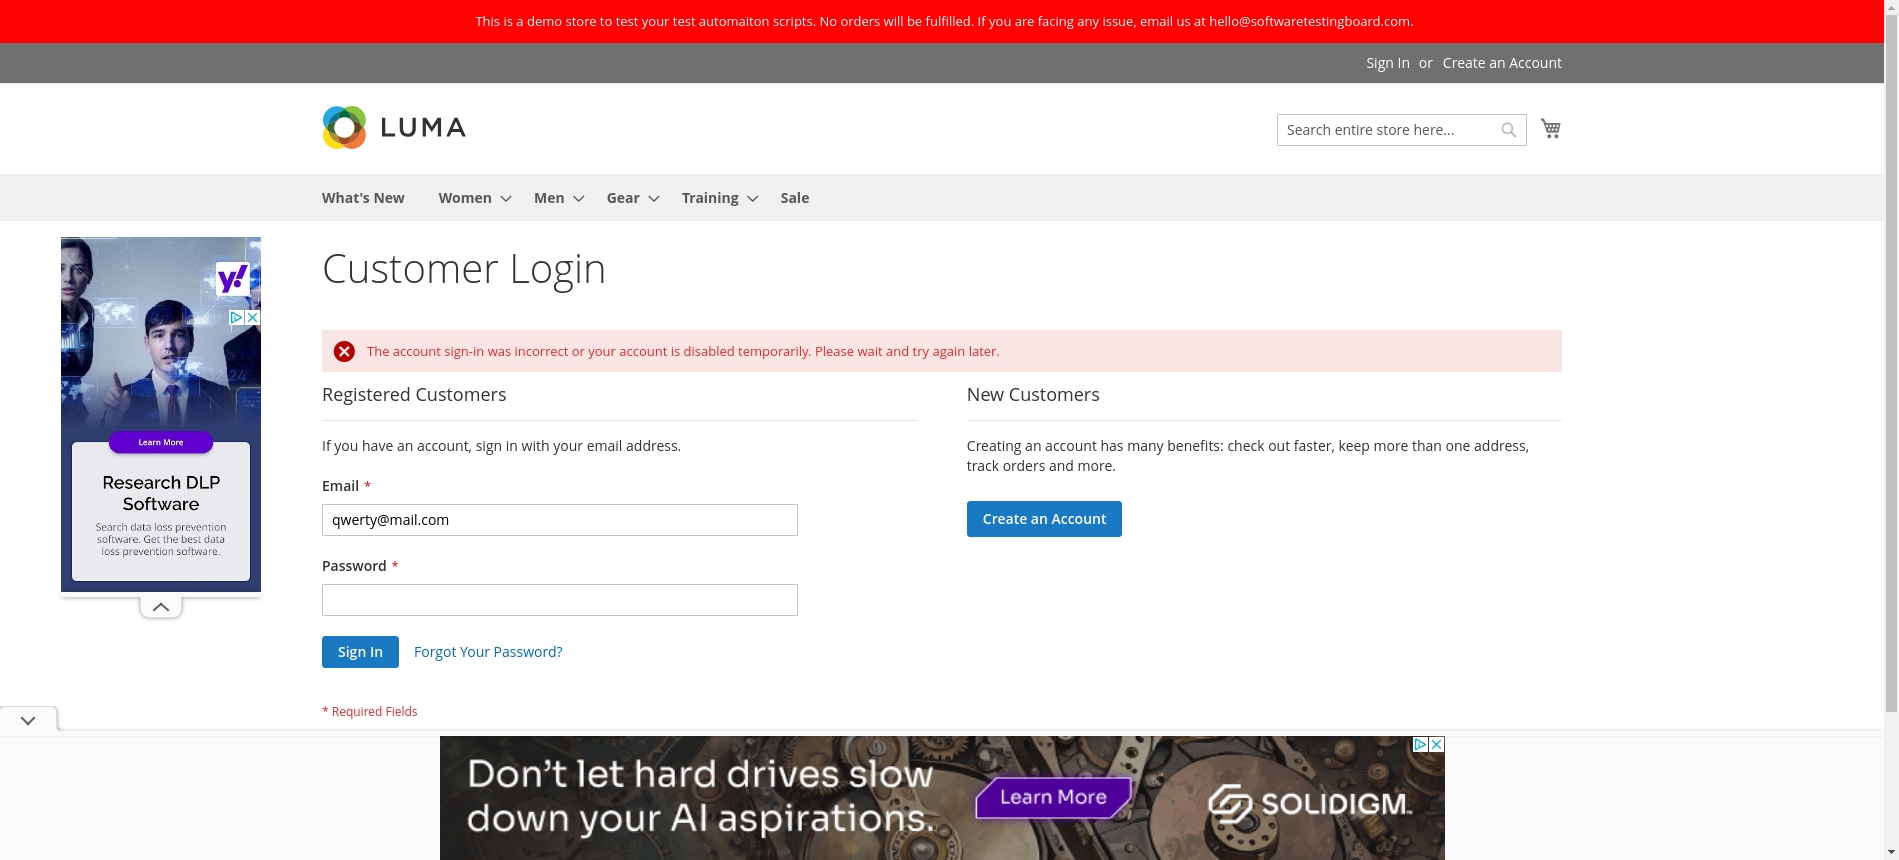 This is a demo store to test your test automaiton scripts. No orders will be fulfilled. If you are facing any issue, email us at hello@softwaretestingboard.com.
Sign In or Create an Account
LUMA
Search entire store here...
What's New Women Men Gear Training Sale
Customer Login
The account sign-in was incorrect or your account is disabled temporarily. Please wait and try again later.
Registered Customers
If you have an account, sign in with your email address.
Email *
qwerty@mail.com
Password *
Sign In Forgot Your Password?
* Required Fields
New Customers
Creating an account has many benefits: check out faster, keep more than one address,
track orders and more.
Create an Account
y!
Learn More
Research DLP
Software
Search data loss prevention
software. Get the best data
loss prevention software.
Don't let hard drives slow
down your AI aspirations.
Learn More
SOLIDIGM